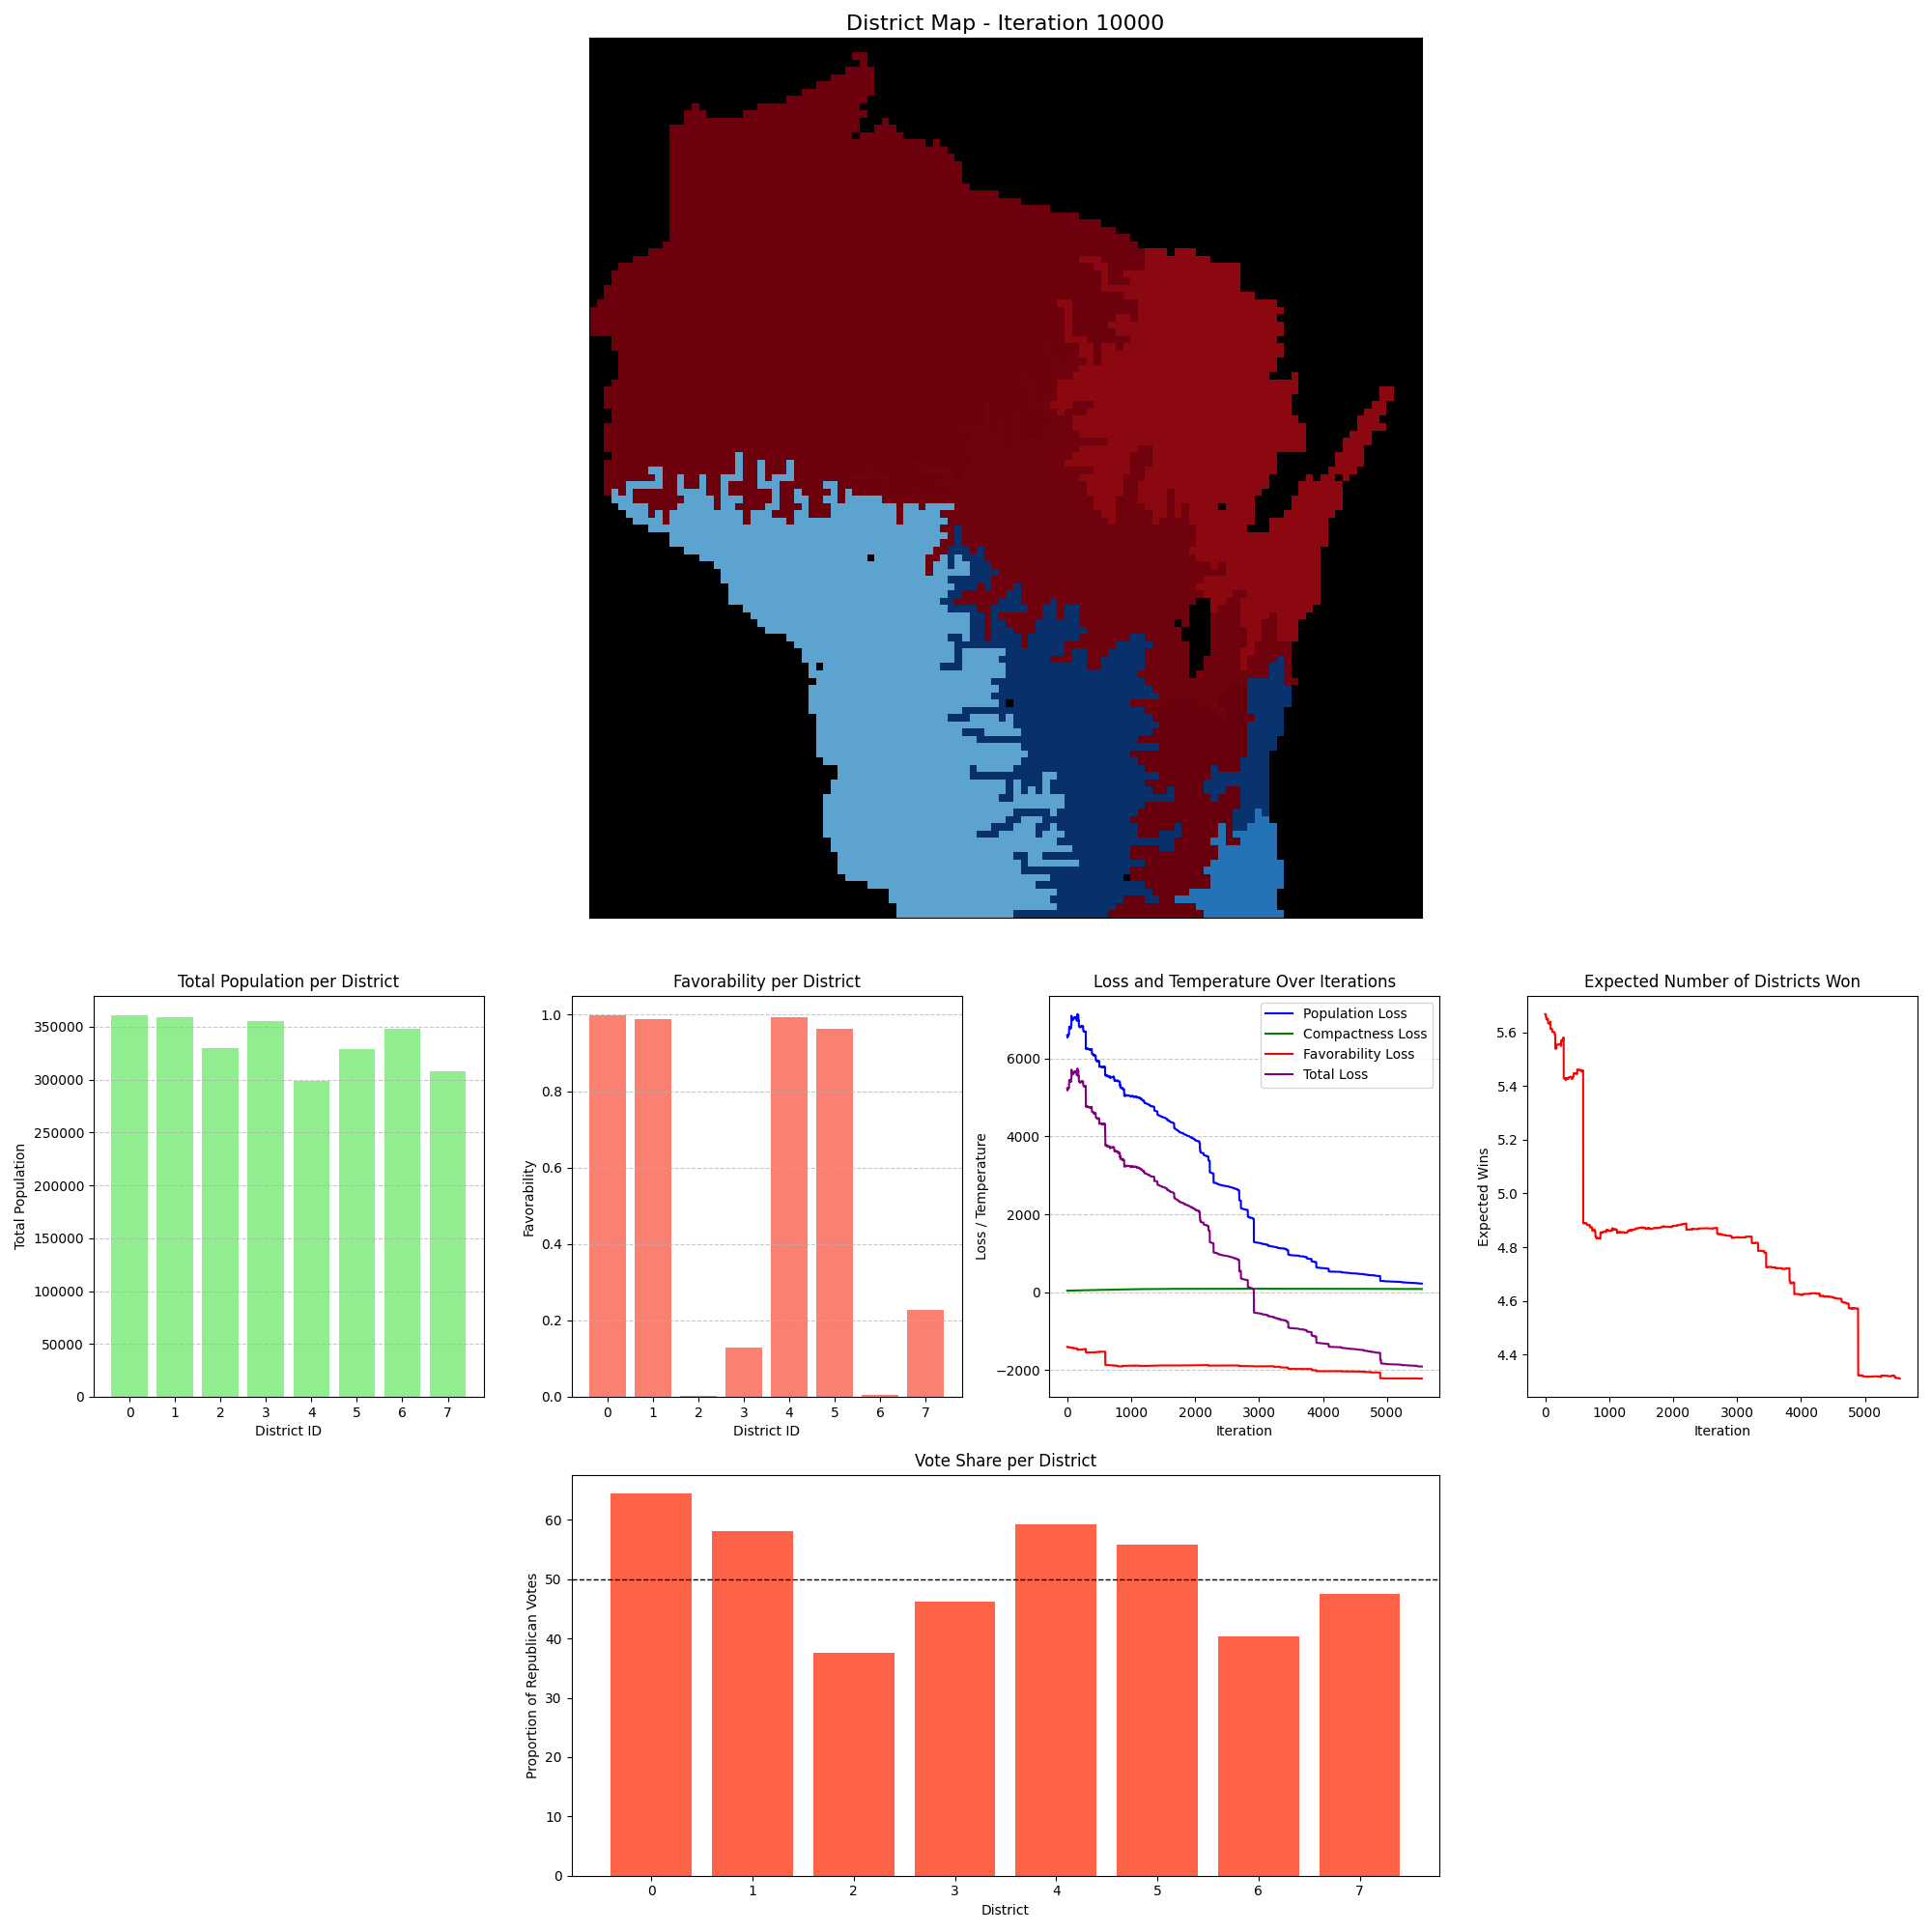 District Map - Iteration 10000
Total Population per District
Total Population
350000
300000
250000
200000
150000
100000
50000
0
0 1 2 3 4 5 6 7
District ID
Favorability per District
Favorability
1.0
0.8
0.6
0.4
0.2
0.0
0 1 2 3 4 5 6 7
District ID
Loss and Temperature Over Iterations
Loss / Temperature
6000
4000
2000
0
−2000
Population Loss
Compactness Loss
Favorability Loss
Total Loss
0 1000 2000 3000 4000 5000
Iteration
Expected Number of Districts Won
Expected Wins
5.6
5.4
5.2
5.0
4.8
4.6
4.4
0 1000 2000 3000 4000 5000
Iteration
Vote Share per District
Proportion of Republican Votes
60
50
40
30
20
10
0
0 1 2 3 4 5 6 7
District